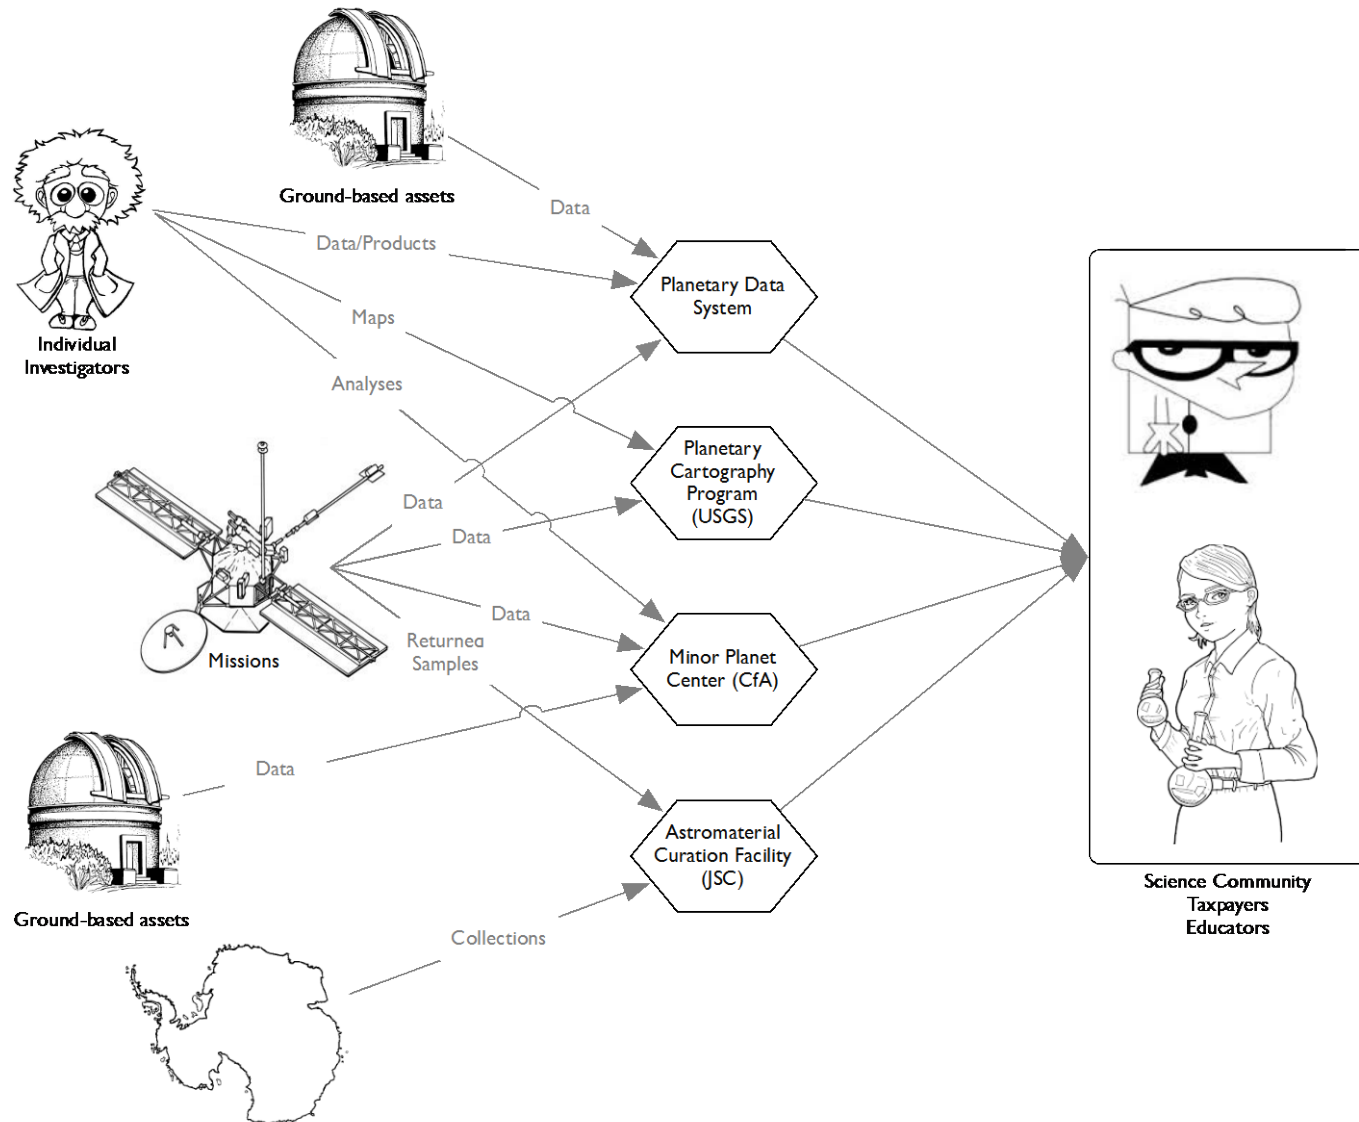 Ground-based assets
Data
Data/Products
Planetary Data
System
Maps
Individual
Investigators
Analyses
Planetary
Cartography
Program
(USGS)
Data
Data
Data
Returned
Samples
Missions
Minor Planet
Center (CfA)
Data
Astromaterial
Curation Facility
(JSC)
Science Community
Taxpayers
Educators
Ground-based assets
Collections